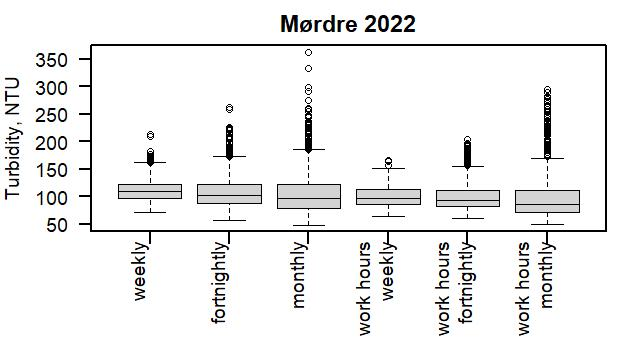 Mørdre 2022
Turbidity, NTU
350
300
250
200
150
100
50
weekly
fortnightly
monthly
work hours
weekly
work hours
fortnightly
work hours
monthly